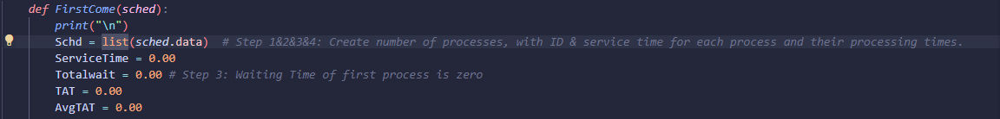 def FirstCome(sched):
print("\n")
Schd = list(sched.data)  # Step 1&2&3&4: Create number of processes, with ID & service time for each process and their processing times.
ServiceTime = 0.00
Totalwait = 0.00 # Step 3: Waiting Time of first process is zero
TAT = 0.00
AvgTAT = 0.00